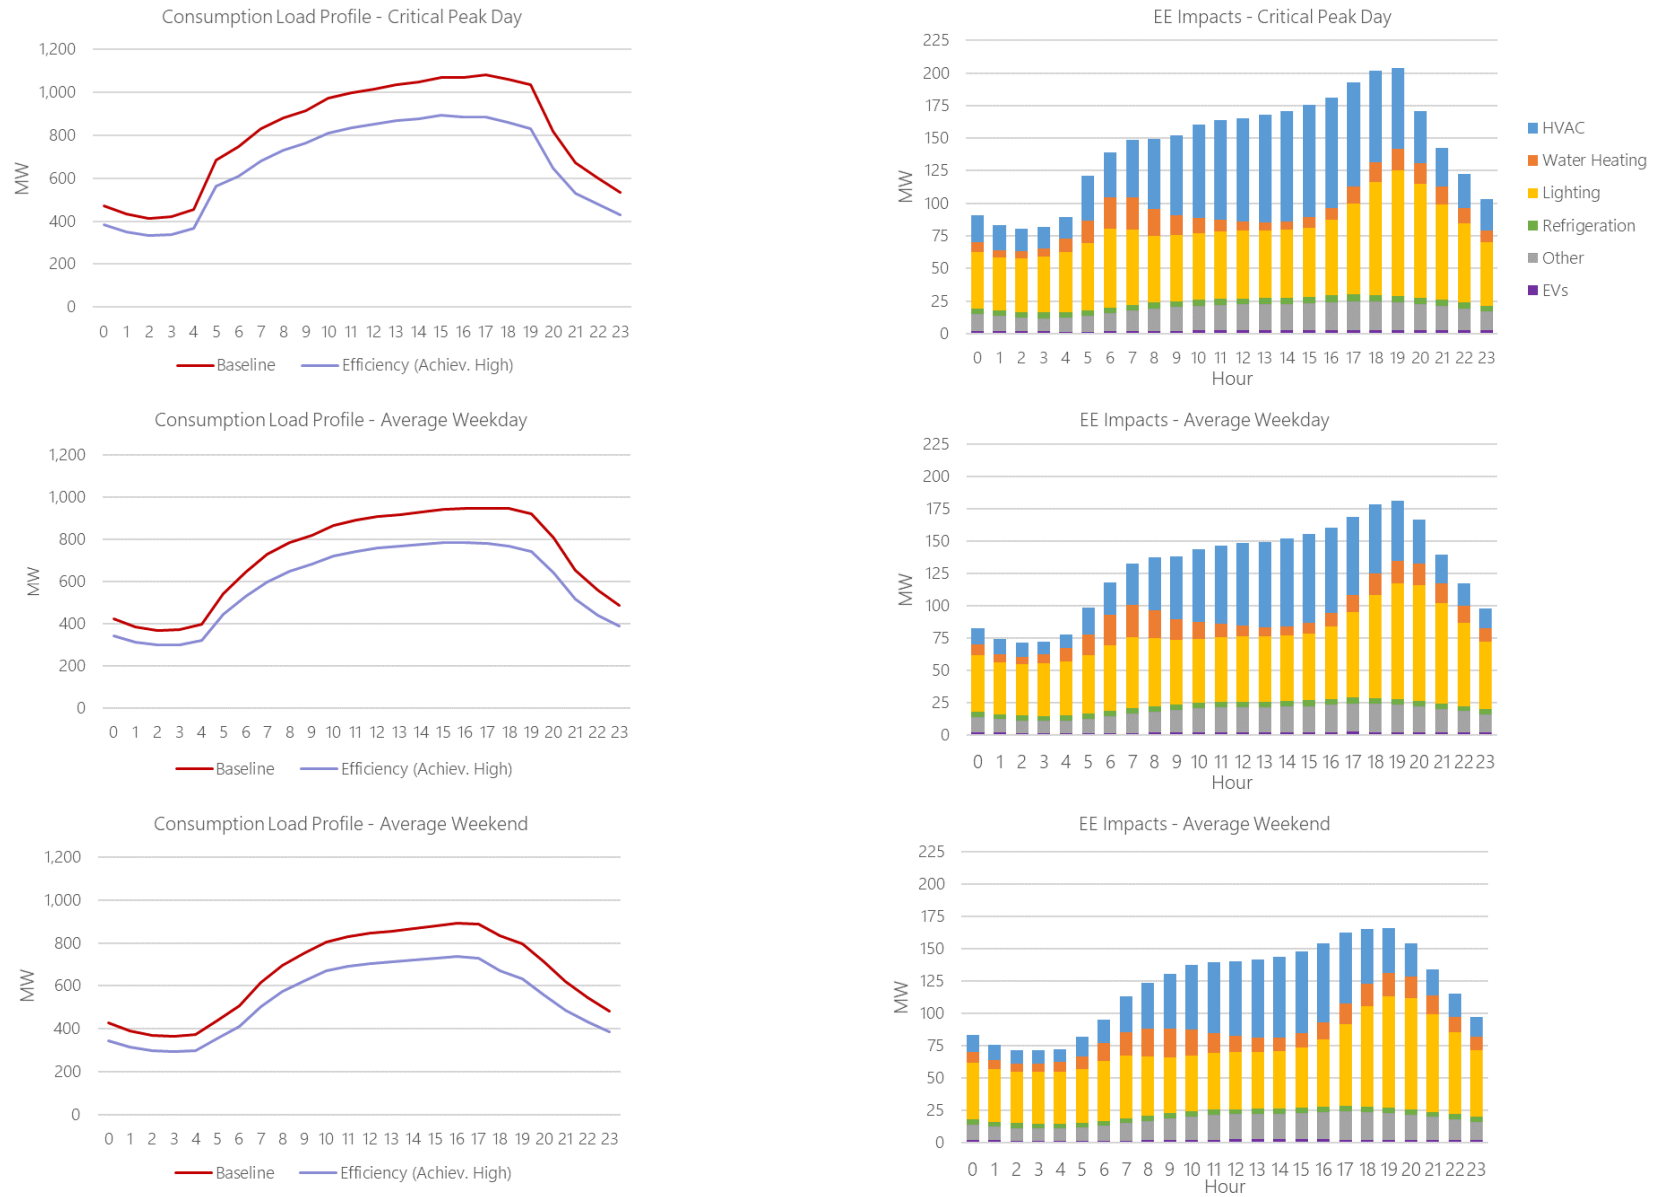 Consumption Load Profile - Critical Peak Day
1,200
1,000
800
600
400
200
0
MW
0 1 2 3 4 5 6 7 8 9 10 11 12 13 14 15 16 17 18 19 20 21 22 23
Baseline Efficiency (Achiev. High)
EE Impacts - Critical Peak Day
225
200
175
150
125
100
75
50
25
0
MW
0 1 2 3 4 5 6 7 8 9 10 11 12 13 14 15 16 17 18 19 20 21 22 23
Hour
HVAC
Water Heating
Lighting
Refrigeration
Other
EVs
Consumption Load Profile - Average Weekday
1,200
1,000
800
600
400
200
0
MW
0 1 2 3 4 5 6 7 8 9 10 11 12 13 14 15 16 17 18 19 20 21 22 23
Baseline Efficiency (Achiev. High)
EE Impacts - Average Weekday
225
200
175
150
125
100
75
50
25
0
MW
0 1 2 3 4 5 6 7 8 9 10 11 12 13 14 15 16 17 18 19 20 21 22 23
Hour
Consumption Load Profile - Average Weekend
1,200
1,000
800
600
400
200
0
MW
0 1 2 3 4 5 6 7 8 9 10 11 12 13 14 15 16 17 18 19 20 21 22 23
Baseline Efficiency (Achiev. High)
EE Impacts - Average Weekend
225
200
175
150
125
100
75
50
25
0
MW
0 1 2 3 4 5 6 7 8 9 10 11 12 13 14 15 16 17 18 19 20 21 22 23
Hour